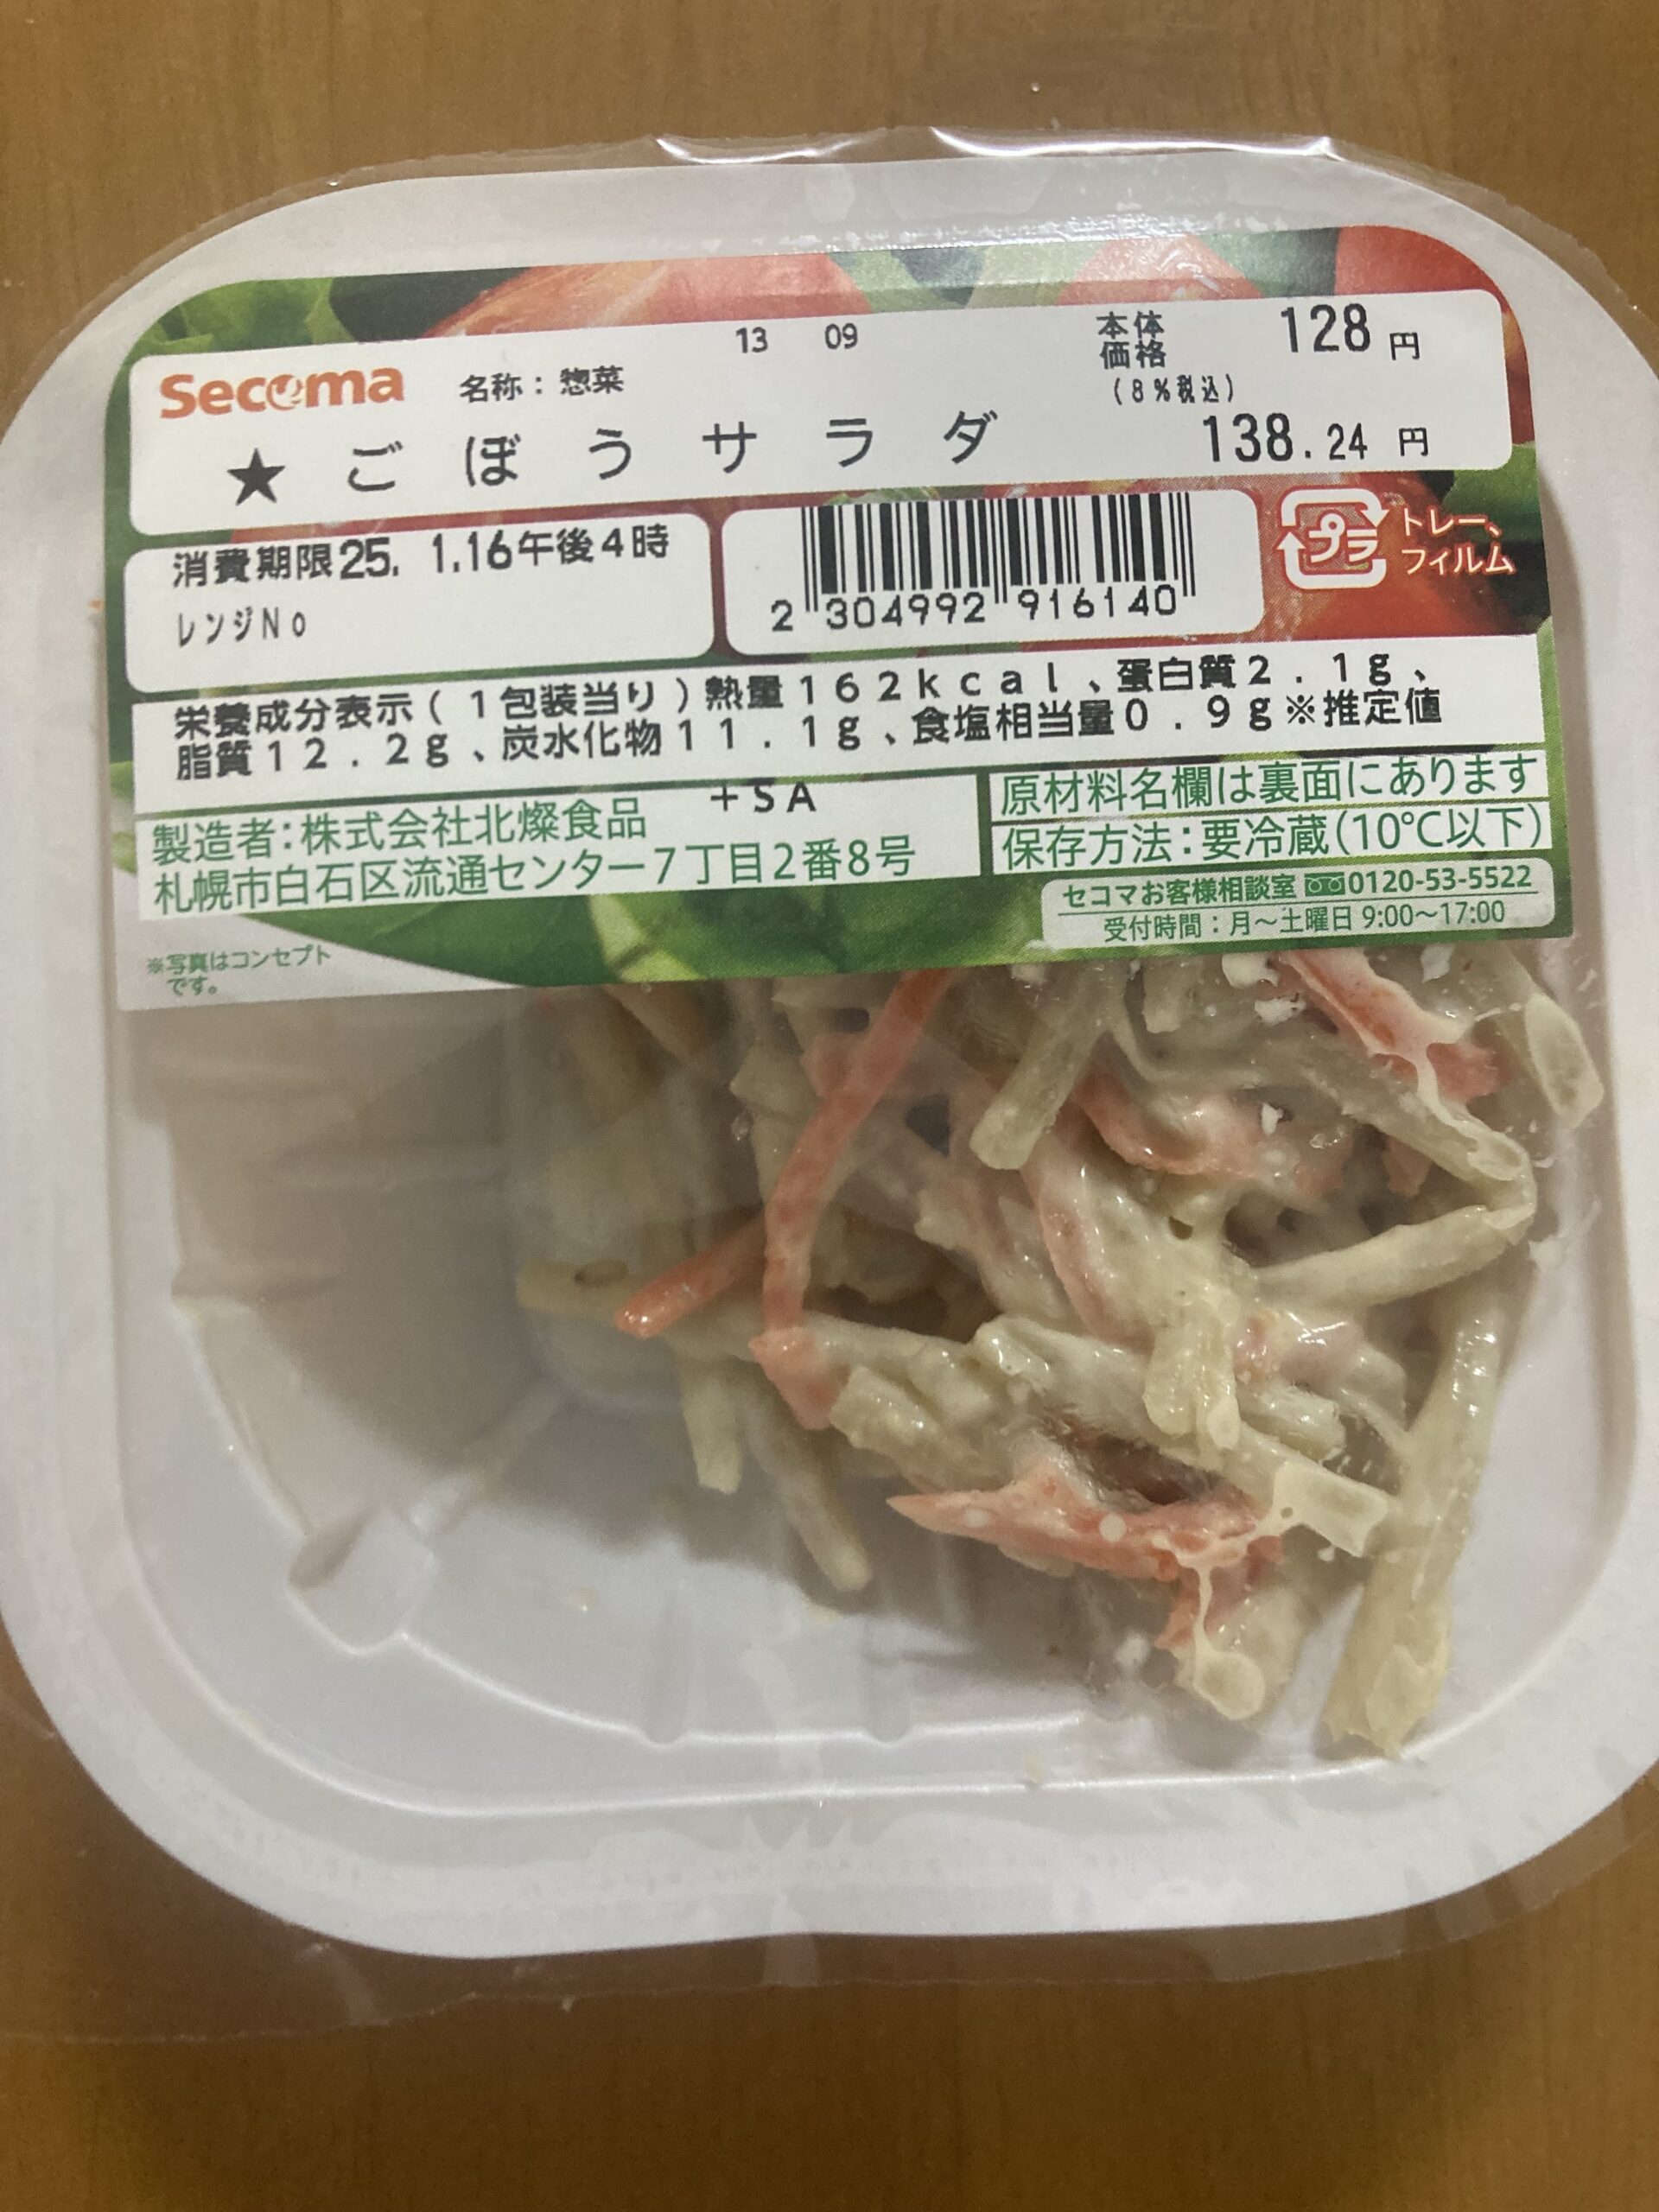 13 09
Secoma 名称：惣菜
★ごぼうサラダ
本体価格 128円
(8%税込)
138.24円
消費期限25. 1.16午後4時
レンジNo
2 304992 916140
プラ トレー、
フィルム
栄養成分表示(1包装当り)熱量162kcal、蛋白質2.1g、
脂質12.2g、炭水化物11.1g、食塩相当量0.9g※推定値
+SA
製造者：株式会社北燦食品
札幌市白石区流通センター7丁目2番8号
原材料名欄は裏面にあります
保存方法：要冷蔵(10℃以下)
セコマお客様相談室 0120-53-5522
受付時間：月〜土曜日 9:00〜17:00
※写真はコンセプト
です。